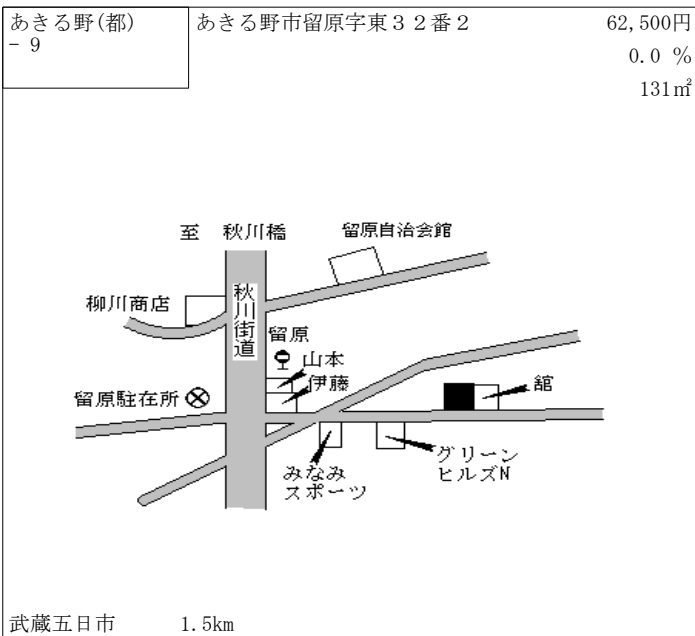 あきる野(都)
- 9
あきる野市留原字東３２番２
62,500円
0.0 %
131㎡
至 秋川橋
留原自治会館
柳川商店
秋川街道
留原
山本
伊藤
留原駐在所
舘
みなみ
スポーツ
グリーン
ヒルズN
武蔵五日市 1.5km